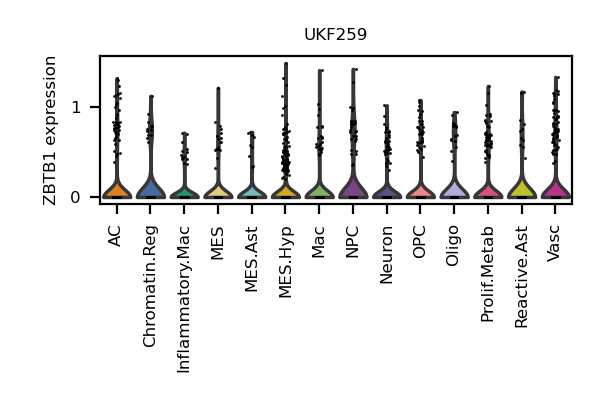 UKF259
ZBTB1 expression
1
0
AC
Chromatin.Reg
Inflammatory.Mac
MES
MES.Ast
MES.Hyp
Mac
NPC
Neuron
OPC
Oligo
Prolif.Metab
Reactive.Ast
Vasc